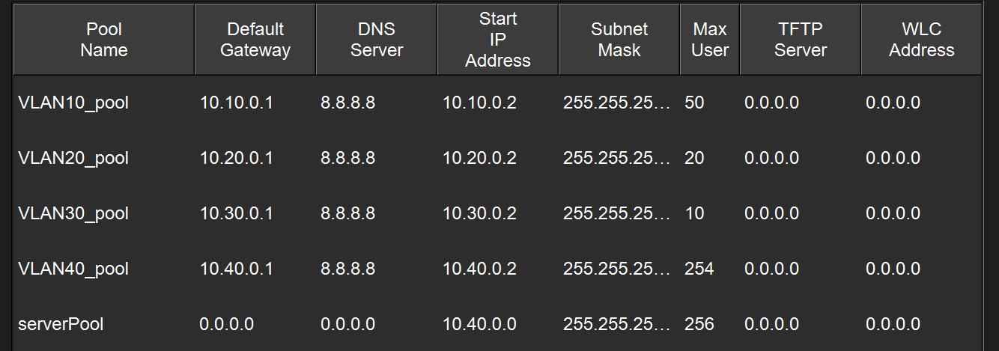 Pool Name Default Gateway DNS Server Start IP Address Subnet Mask Max User TFTP Server WLC Address
VLAN10_pool 10.10.0.1 8.8.8.8 10.10.0.2 255.255.25... 50 0.0.0.0 0.0.0.0
VLAN20_pool 10.20.0.1 8.8.8.8 10.20.0.2 255.255.25... 20 0.0.0.0 0.0.0.0
VLAN30_pool 10.30.0.1 8.8.8.8 10.30.0.2 255.255.25... 10 0.0.0.0 0.0.0.0
VLAN40_pool 10.40.0.1 8.8.8.8 10.40.0.2 255.255.25... 254 0.0.0.0 0.0.0.0
serverPool 0.0.0.0 0.0.0.0 10.40.0.0 255.255.25... 256 0.0.0.0 0.0.0.0